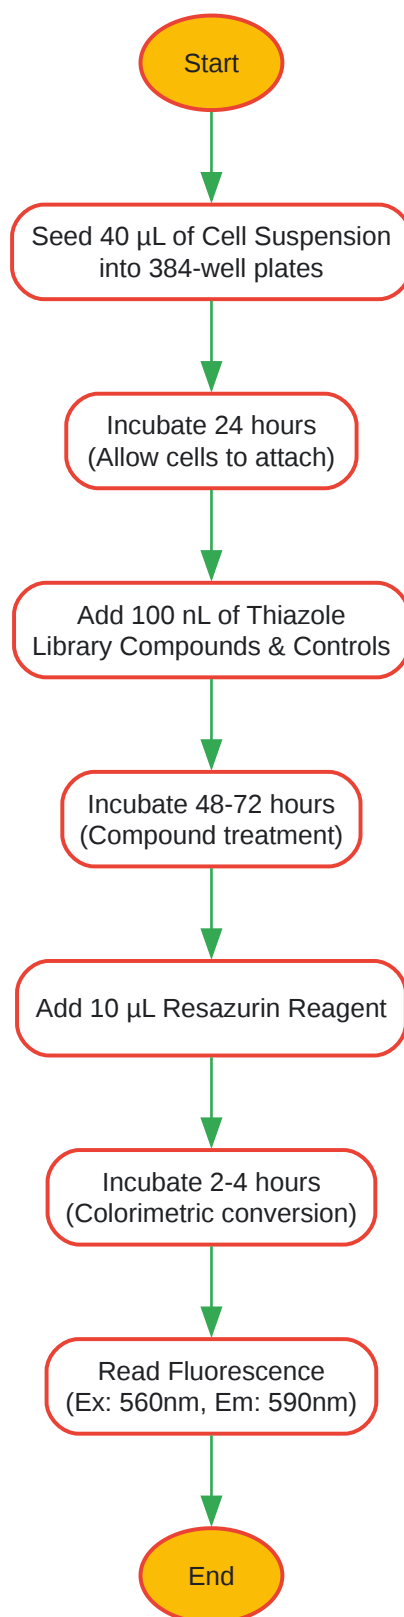 Start
Seed 40 µL of Cell Suspension
into 384-well plates
Incubate 24 hours
(Allow cells to attach)
Add 100 nL of Thiazole
Library Compounds & Controls
Incubate 48-72 hours
(Compound treatment)
Add 10 µL Resazurin Reagent
Incubate 2-4 hours
(Colorimetric conversion)
Read Fluorescence
(Ex: 560nm, Em: 590nm)
End